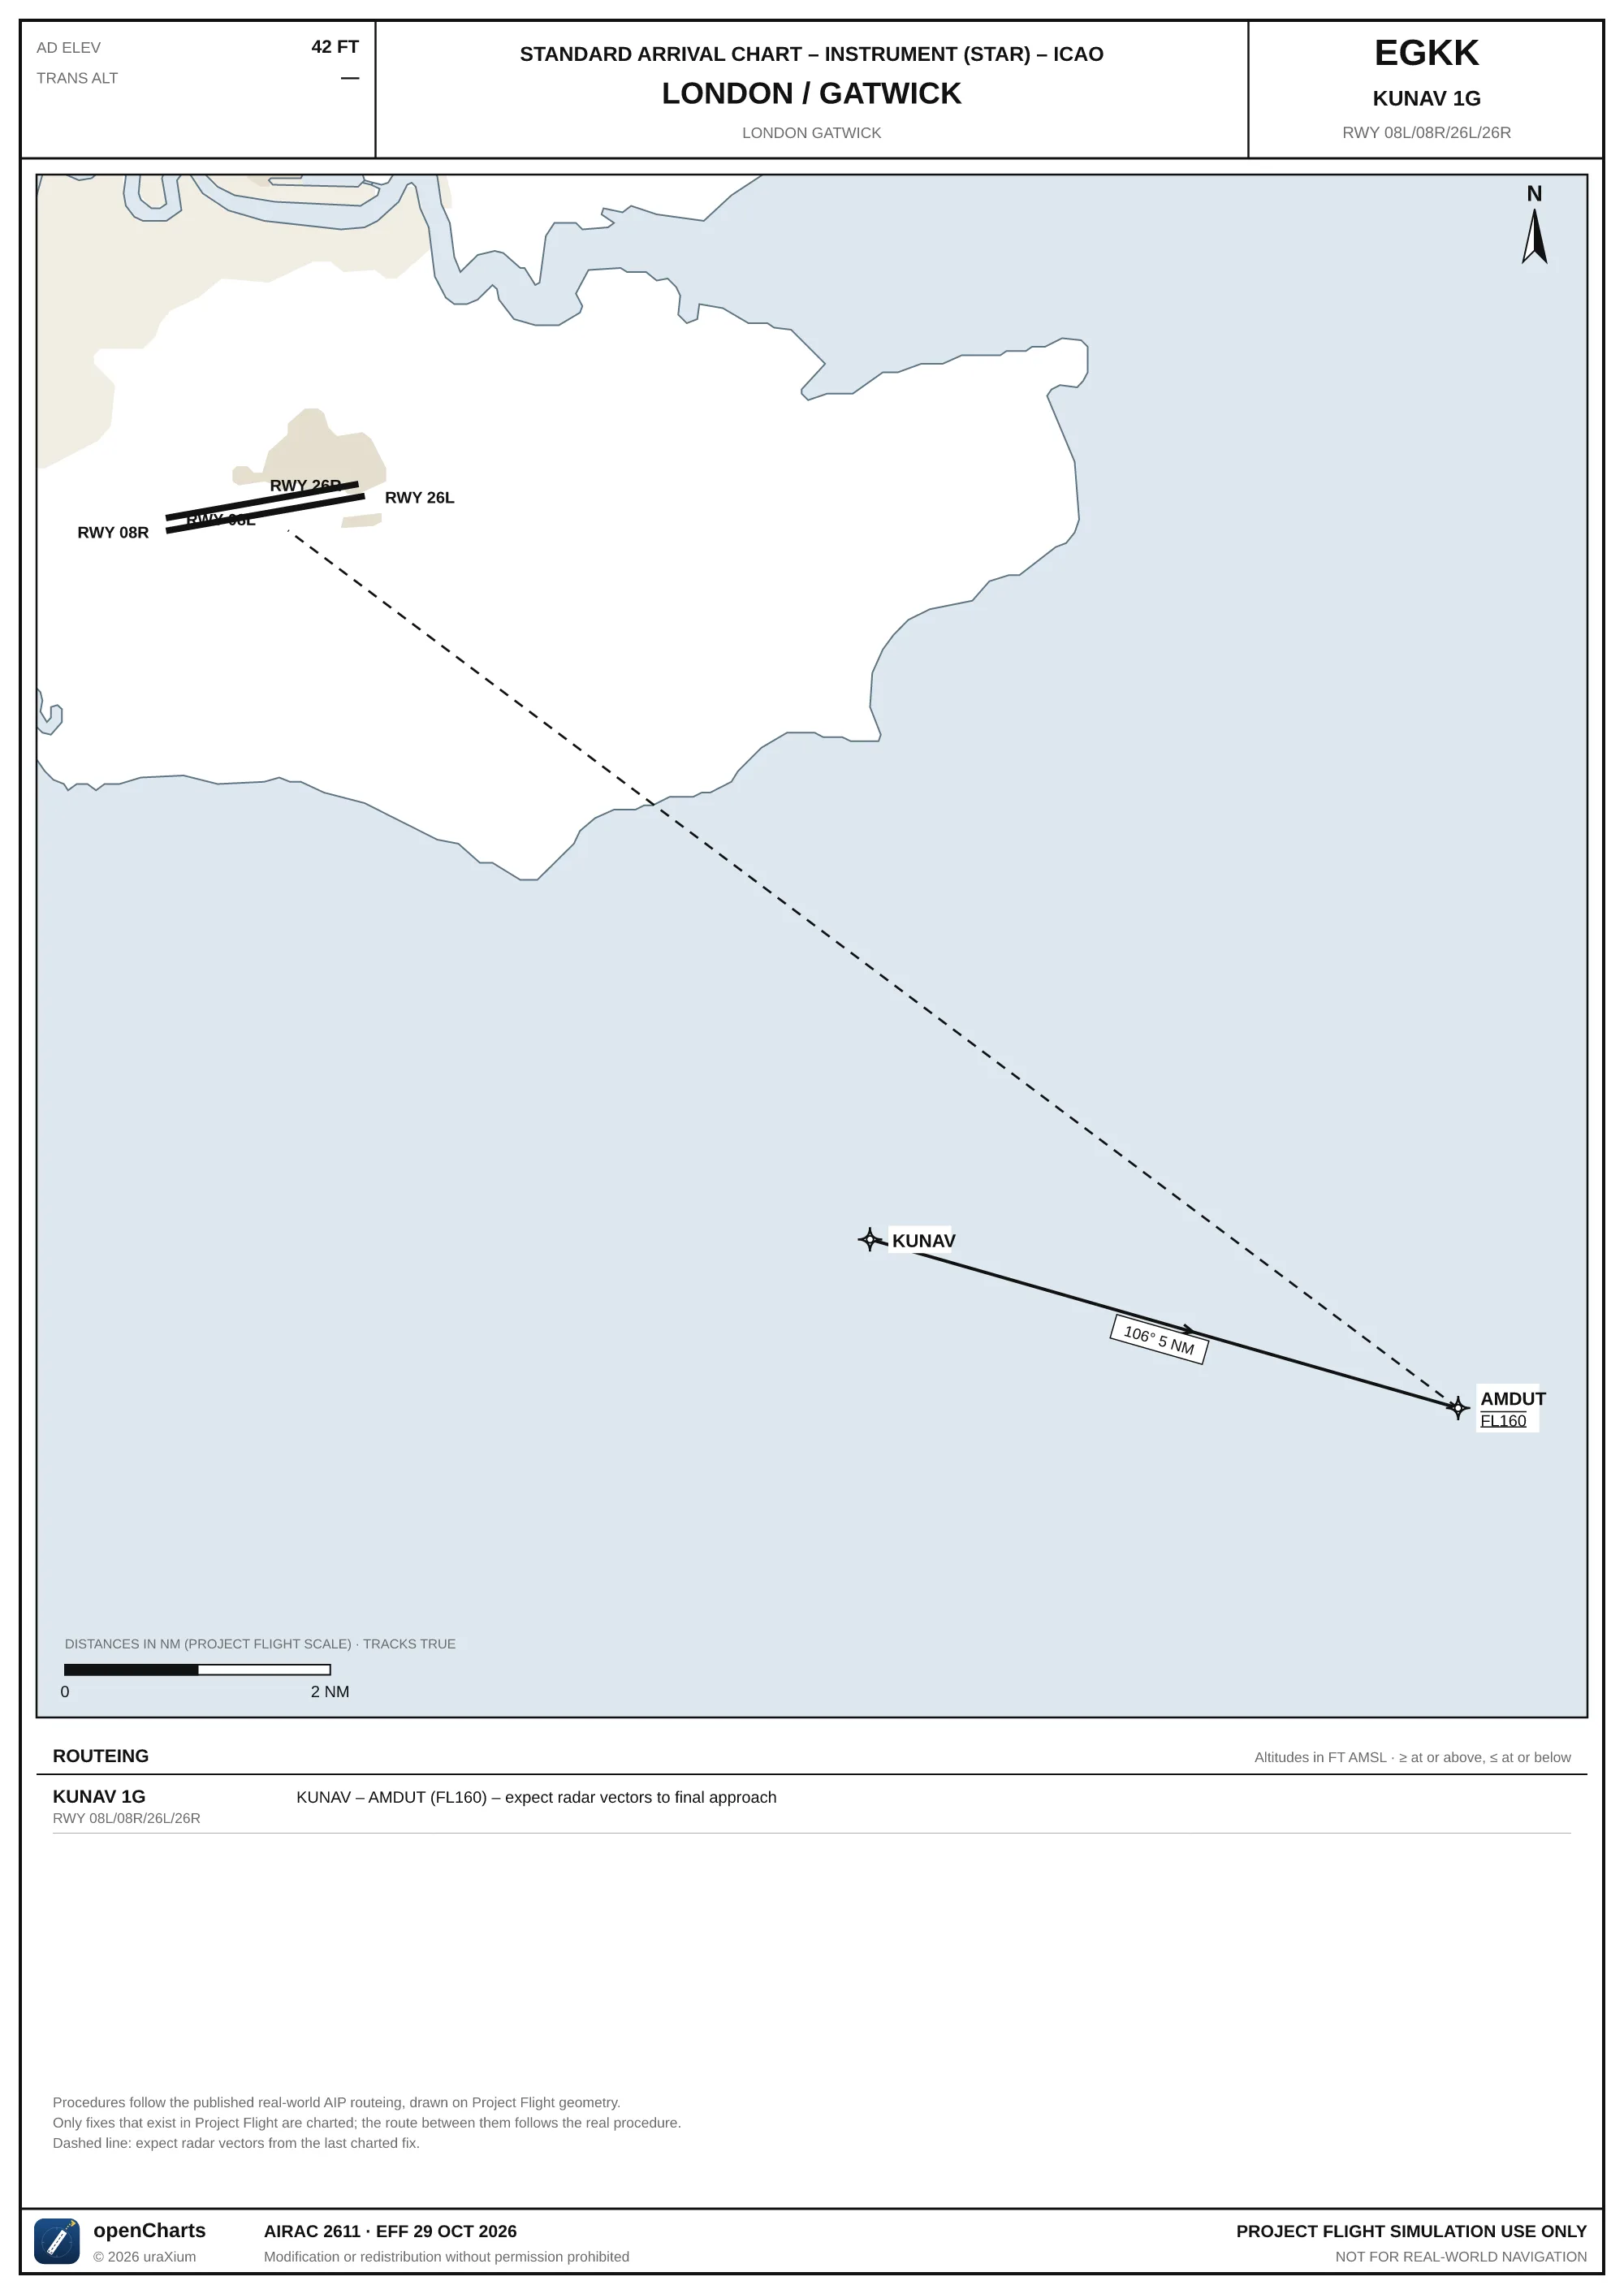 AD ELEV 42 FT
TRANS ALT —
STANDARD ARRIVAL CHART – INSTRUMENT (STAR) – ICAO
LONDON / GATWICK
LONDON GATWICK
EGKK
KUNAV 1G
RWY 08L/08R/26L/26R
N
RWY 26R
RWY 26L
RWY 08L
RWY 08R
KUNAV
106° 5 NM
AMDUT
FL160
DISTANCES IN NM (PROJECT FLIGHT SCALE) · TRACKS TRUE
0 2 NM
ROUTEING Altitudes in FT AMSL · ≥ at or above, ≤ at or below
KUNAV 1G KUNAV – AMDUT (FL160) – expect radar vectors to final approach
RWY 08L/08R/26L/26R
Procedures follow the published real-world AIP routeing, drawn on Project Flight geometry.
Only fixes that exist in Project Flight are charted; the route between them follows the real procedure.
Dashed line: expect radar vectors from the last charted fix.
openCharts AIRAC 2611 · EFF 29 OCT 2026 PROJECT FLIGHT SIMULATION USE ONLY
© 2026 uraXium Modification or redistribution without permission prohibited NOT FOR REAL-WORLD NAVIGATION